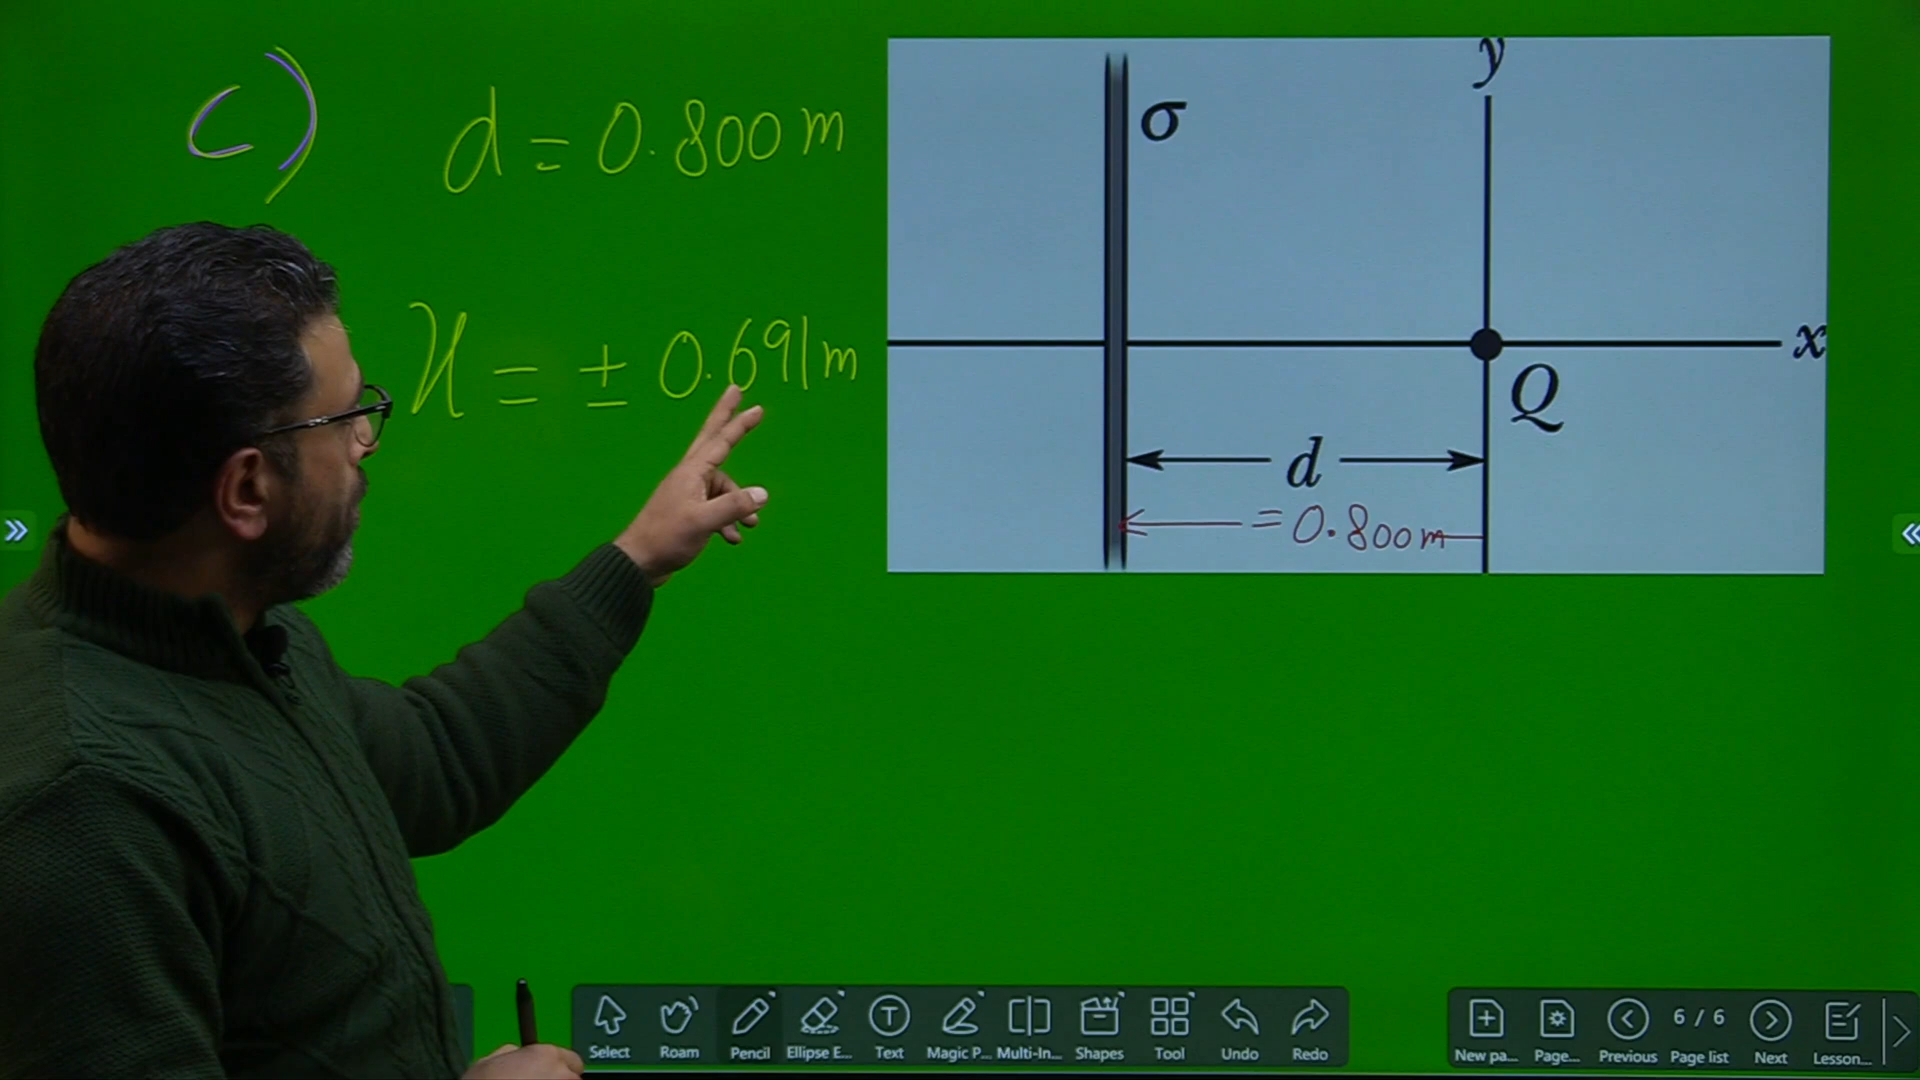 c) d = 0.800 m
x = ± 0.691 m
y
σ
x
Q
d
= 0.800 m
Select Roam Pencil Ellipse E... Text Magic P... Multi-In... Shapes Tool Undo Redo
6 / 6
New pa... Page... Previous Page list Next Lesson...